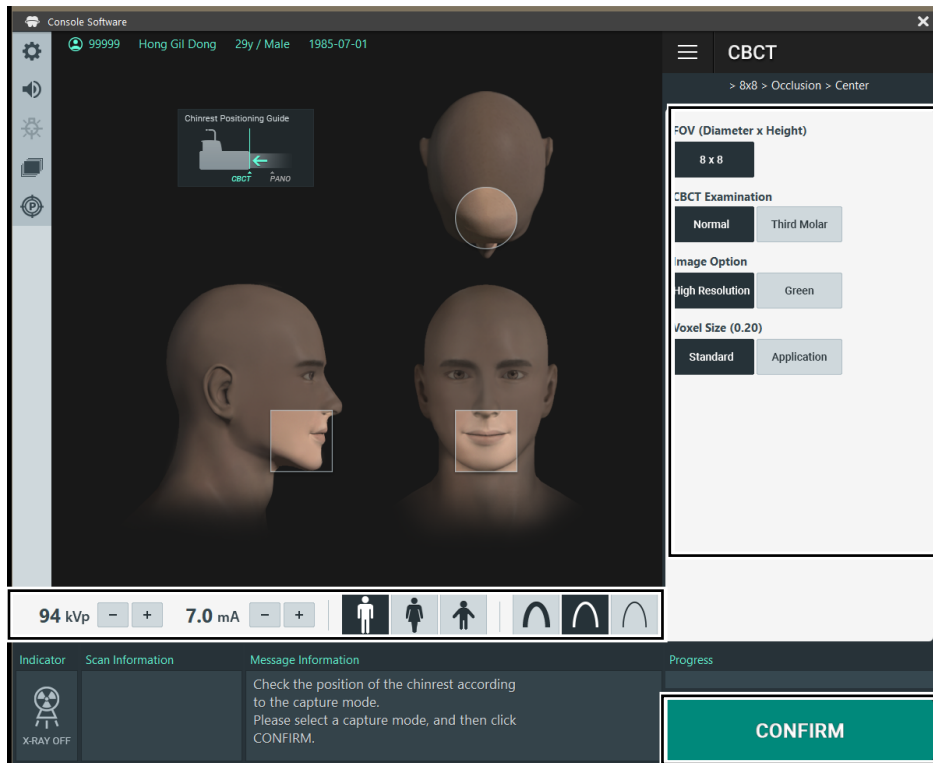 Console Software
99999 Hong Gil Dong 29y / Male 1985-07-01
CBCT
> 8x8 > Occlusion > Center
Chinrest Positioning Guide
CBCT PANO
FOV (Diameter x Height)
8 x 8
CBCT Examination
Normal Third Molar
Image Option
High Resolution Green
Voxel Size (0.20)
Standard Application
94 kVp - + 7.0 mA - +
Indicator Scan Information Message Information Progress
Check the position of the chinrest according
to the capture mode.
Please select a capture mode, and then click
CONFIRM.
X-RAY OFF
CONFIRM
P